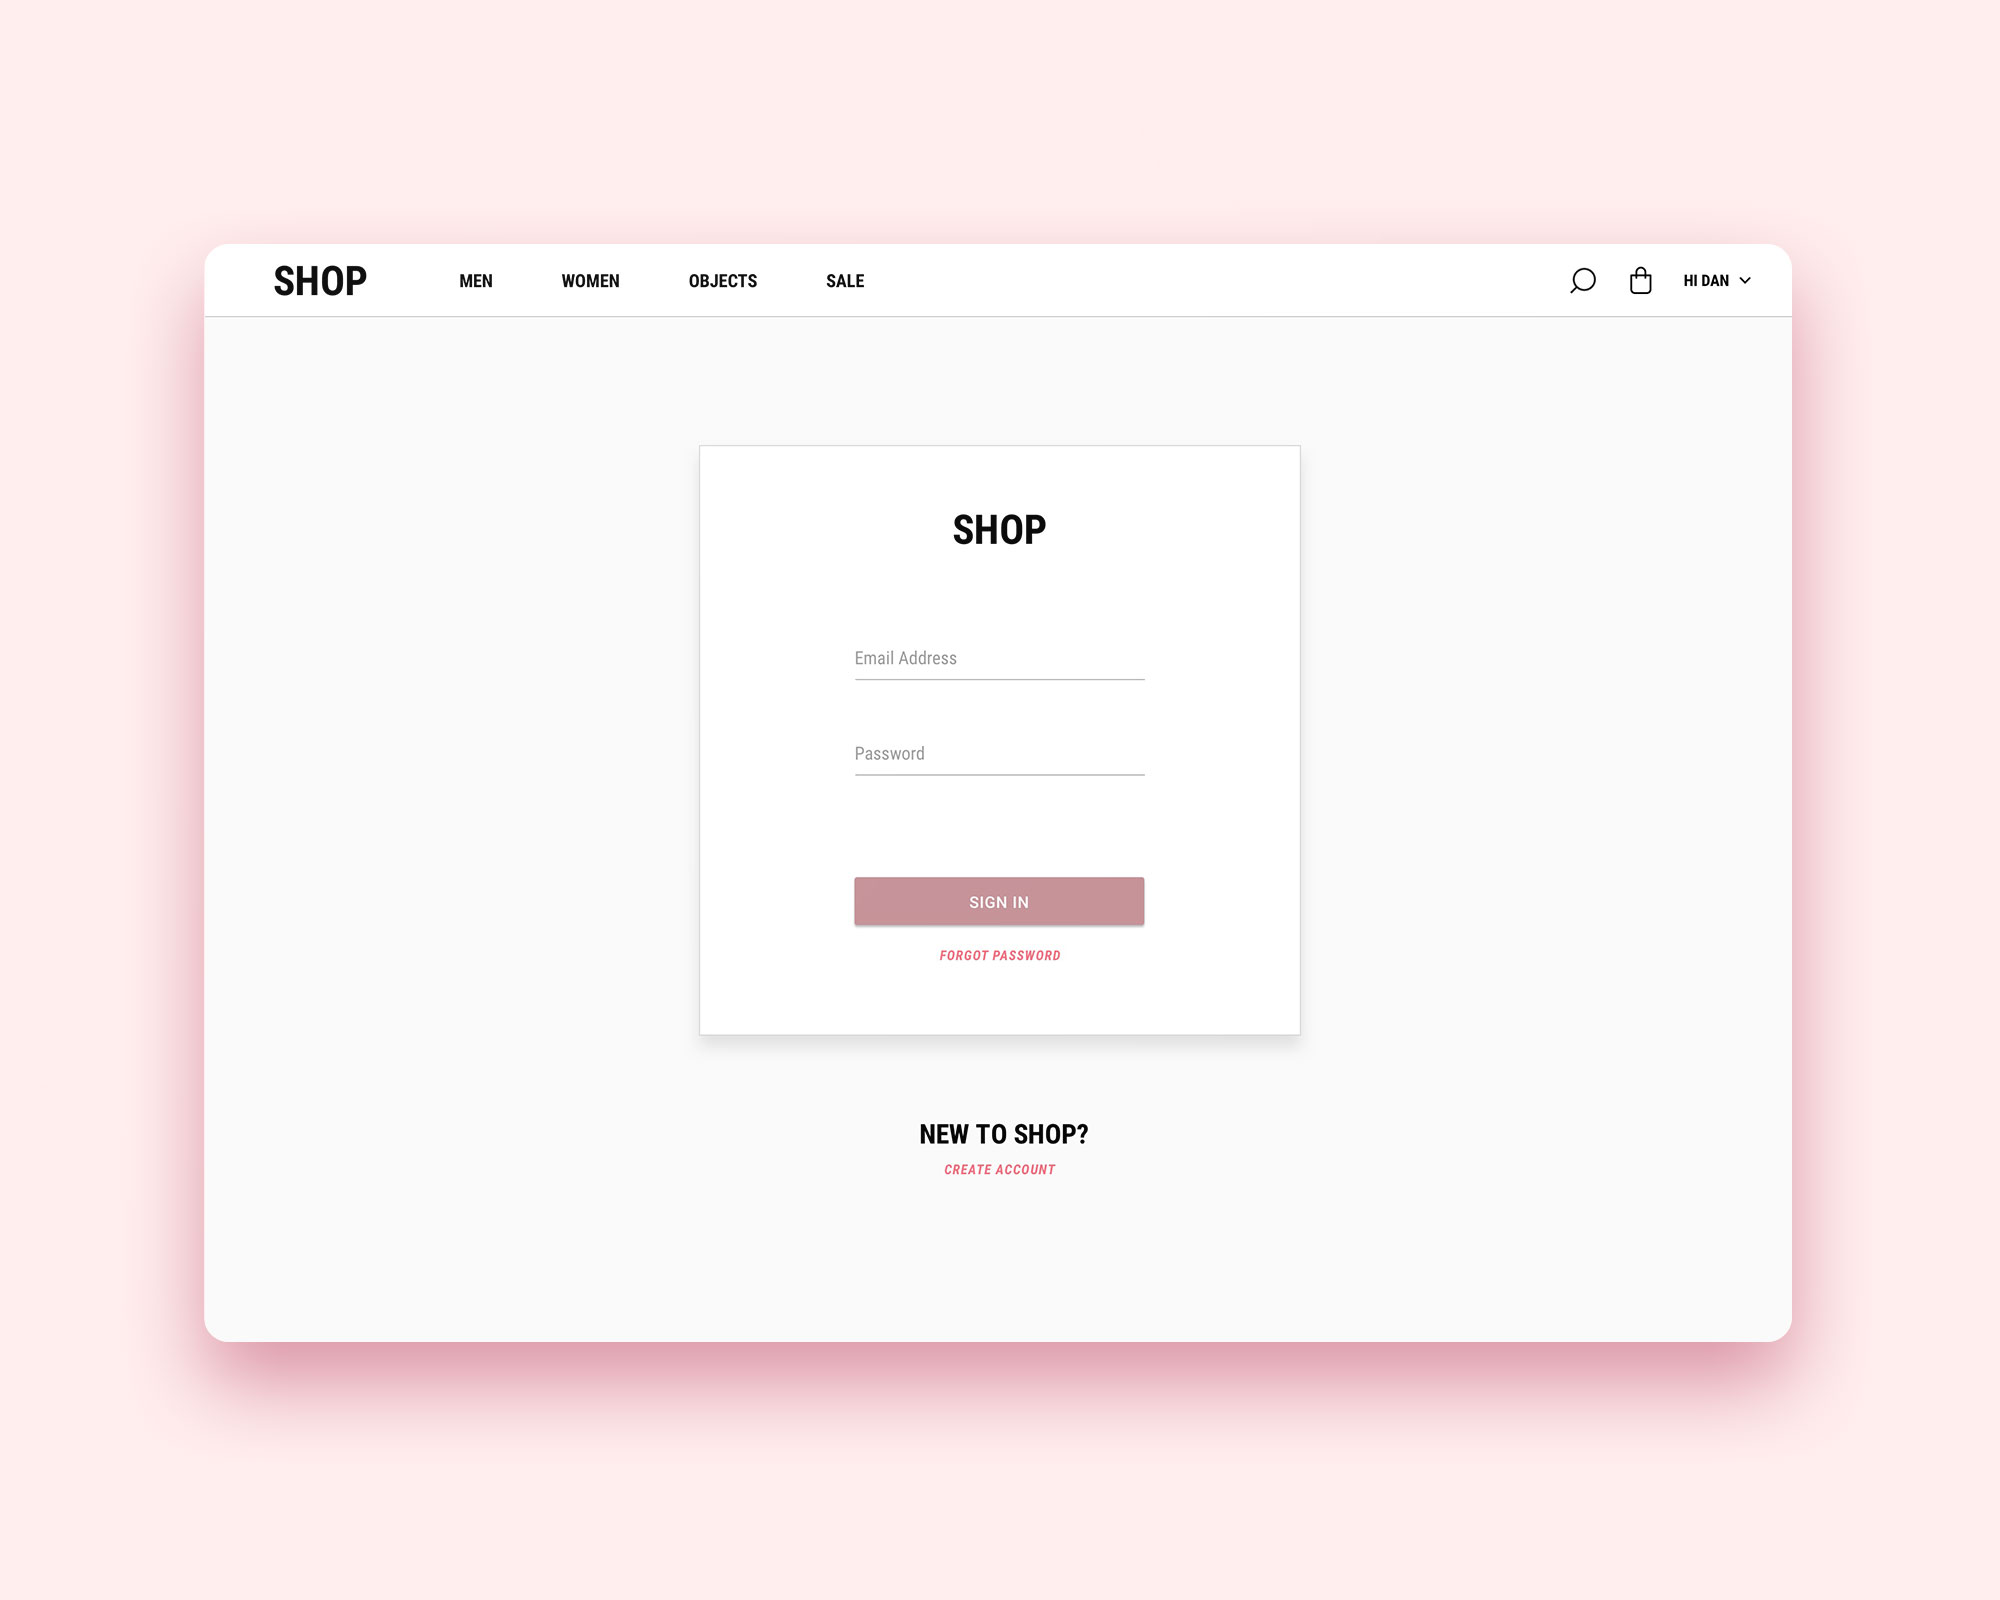 SHOP MEN WOMEN OBJECTS SALE HI DAN
SHOP
Email Address
Password
SIGN IN
FORGOT PASSWORD
NEW TO SHOP?
CREATE ACCOUNT